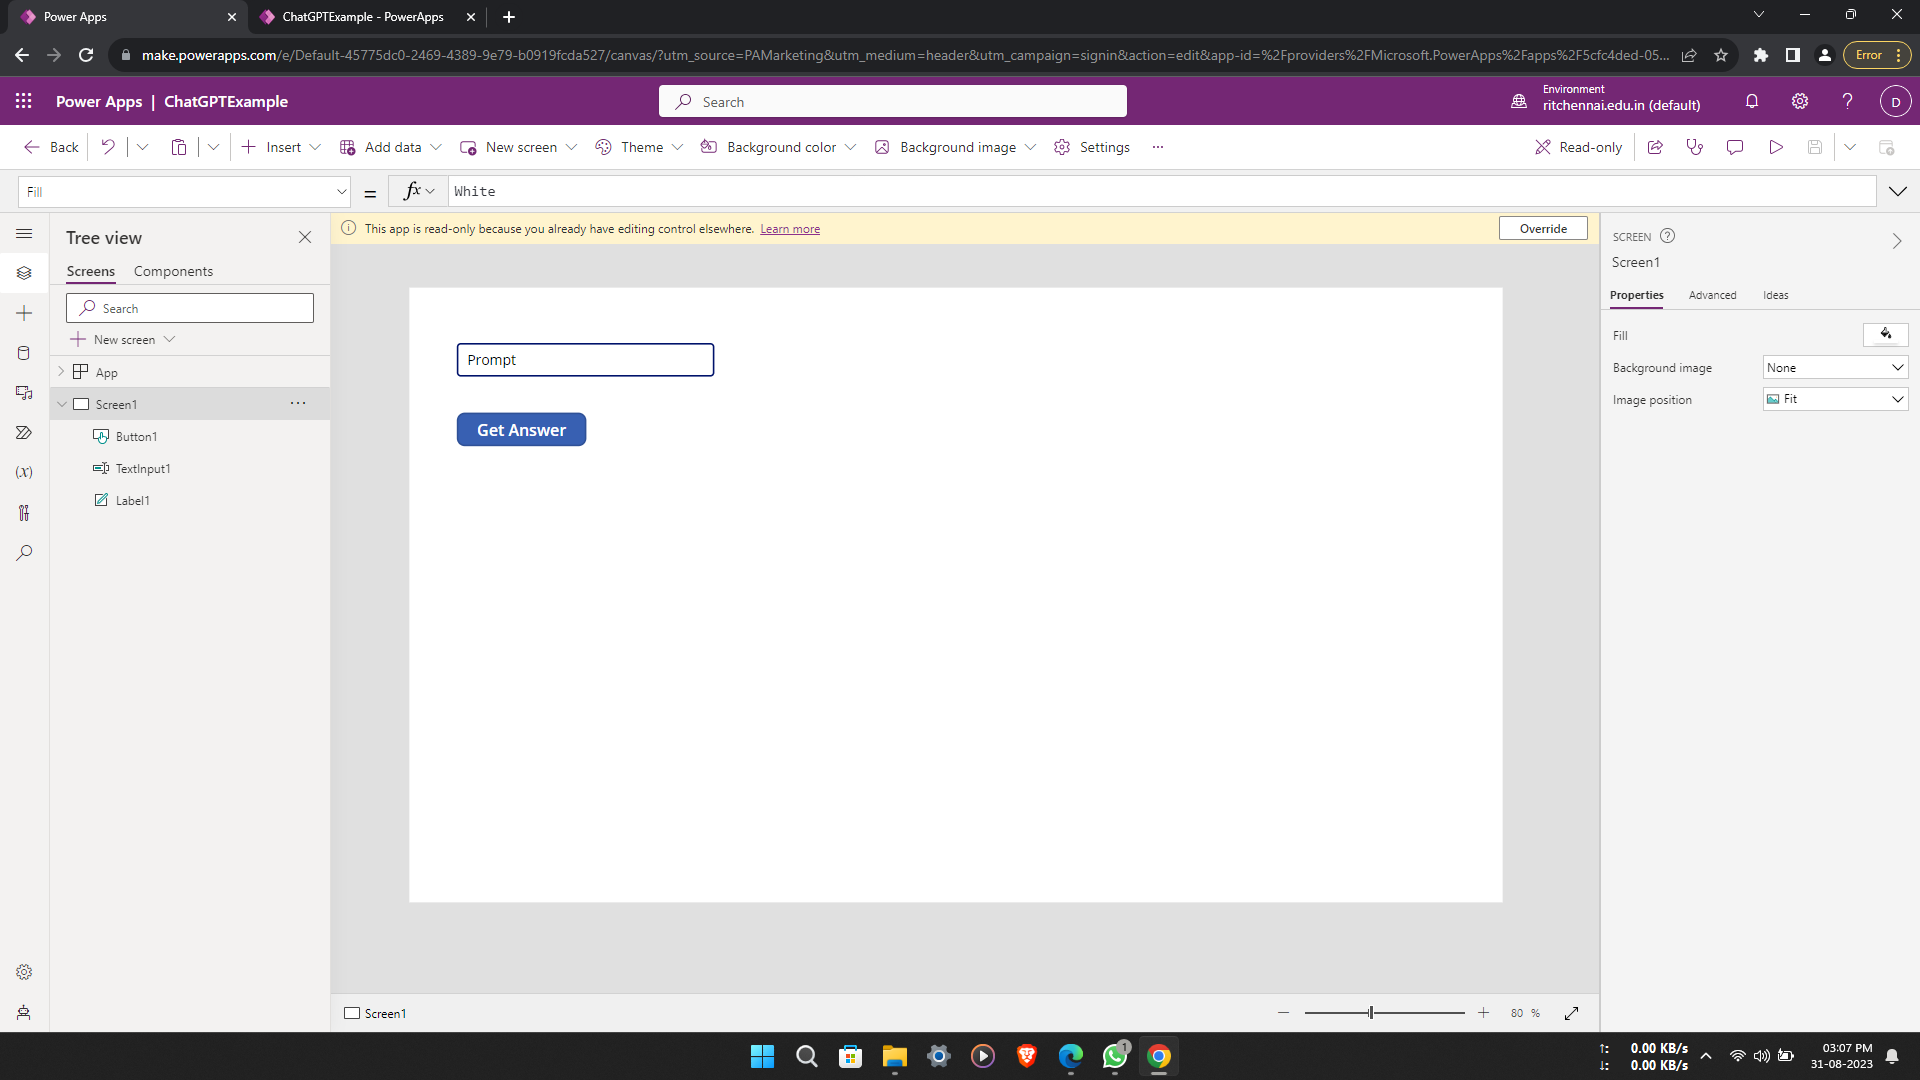 Power Apps
ChatGPTExample - PowerApps
make.powerapps.com/e/Default-45775dc0-2469-4389-9e79-b0919fcda527/canvas/?utm_source=PAMarketing&utm_medium=header&utm_campaign=signin&action=edit&app-id=%2Fproviders%2FMicrosoft.PowerApps%2Fapps%2F5cfc4ded-05...
Error
Power Apps | ChatGPTExample
Search
Environment
ritchennai.edu.in (default)
D
Back
Insert
Add data
New screen
Theme
Background color
Background image
Settings
Read-only
Fill
=
fx
White
Tree view
Screens
Components
Search
New screen
App
Screen1
Button1
TextInput1
Label1
This app is read-only because you already have editing control elsewhere. Learn more
Override
Prompt
Get Answer
SCREEN
Screen1
Properties
Advanced
Ideas
Fill
Background image
None
Image position
Fit
(x)
Screen1
80 %
1
0.00 KB/s
0.00 KB/s
03:07 PM
31-08-2023